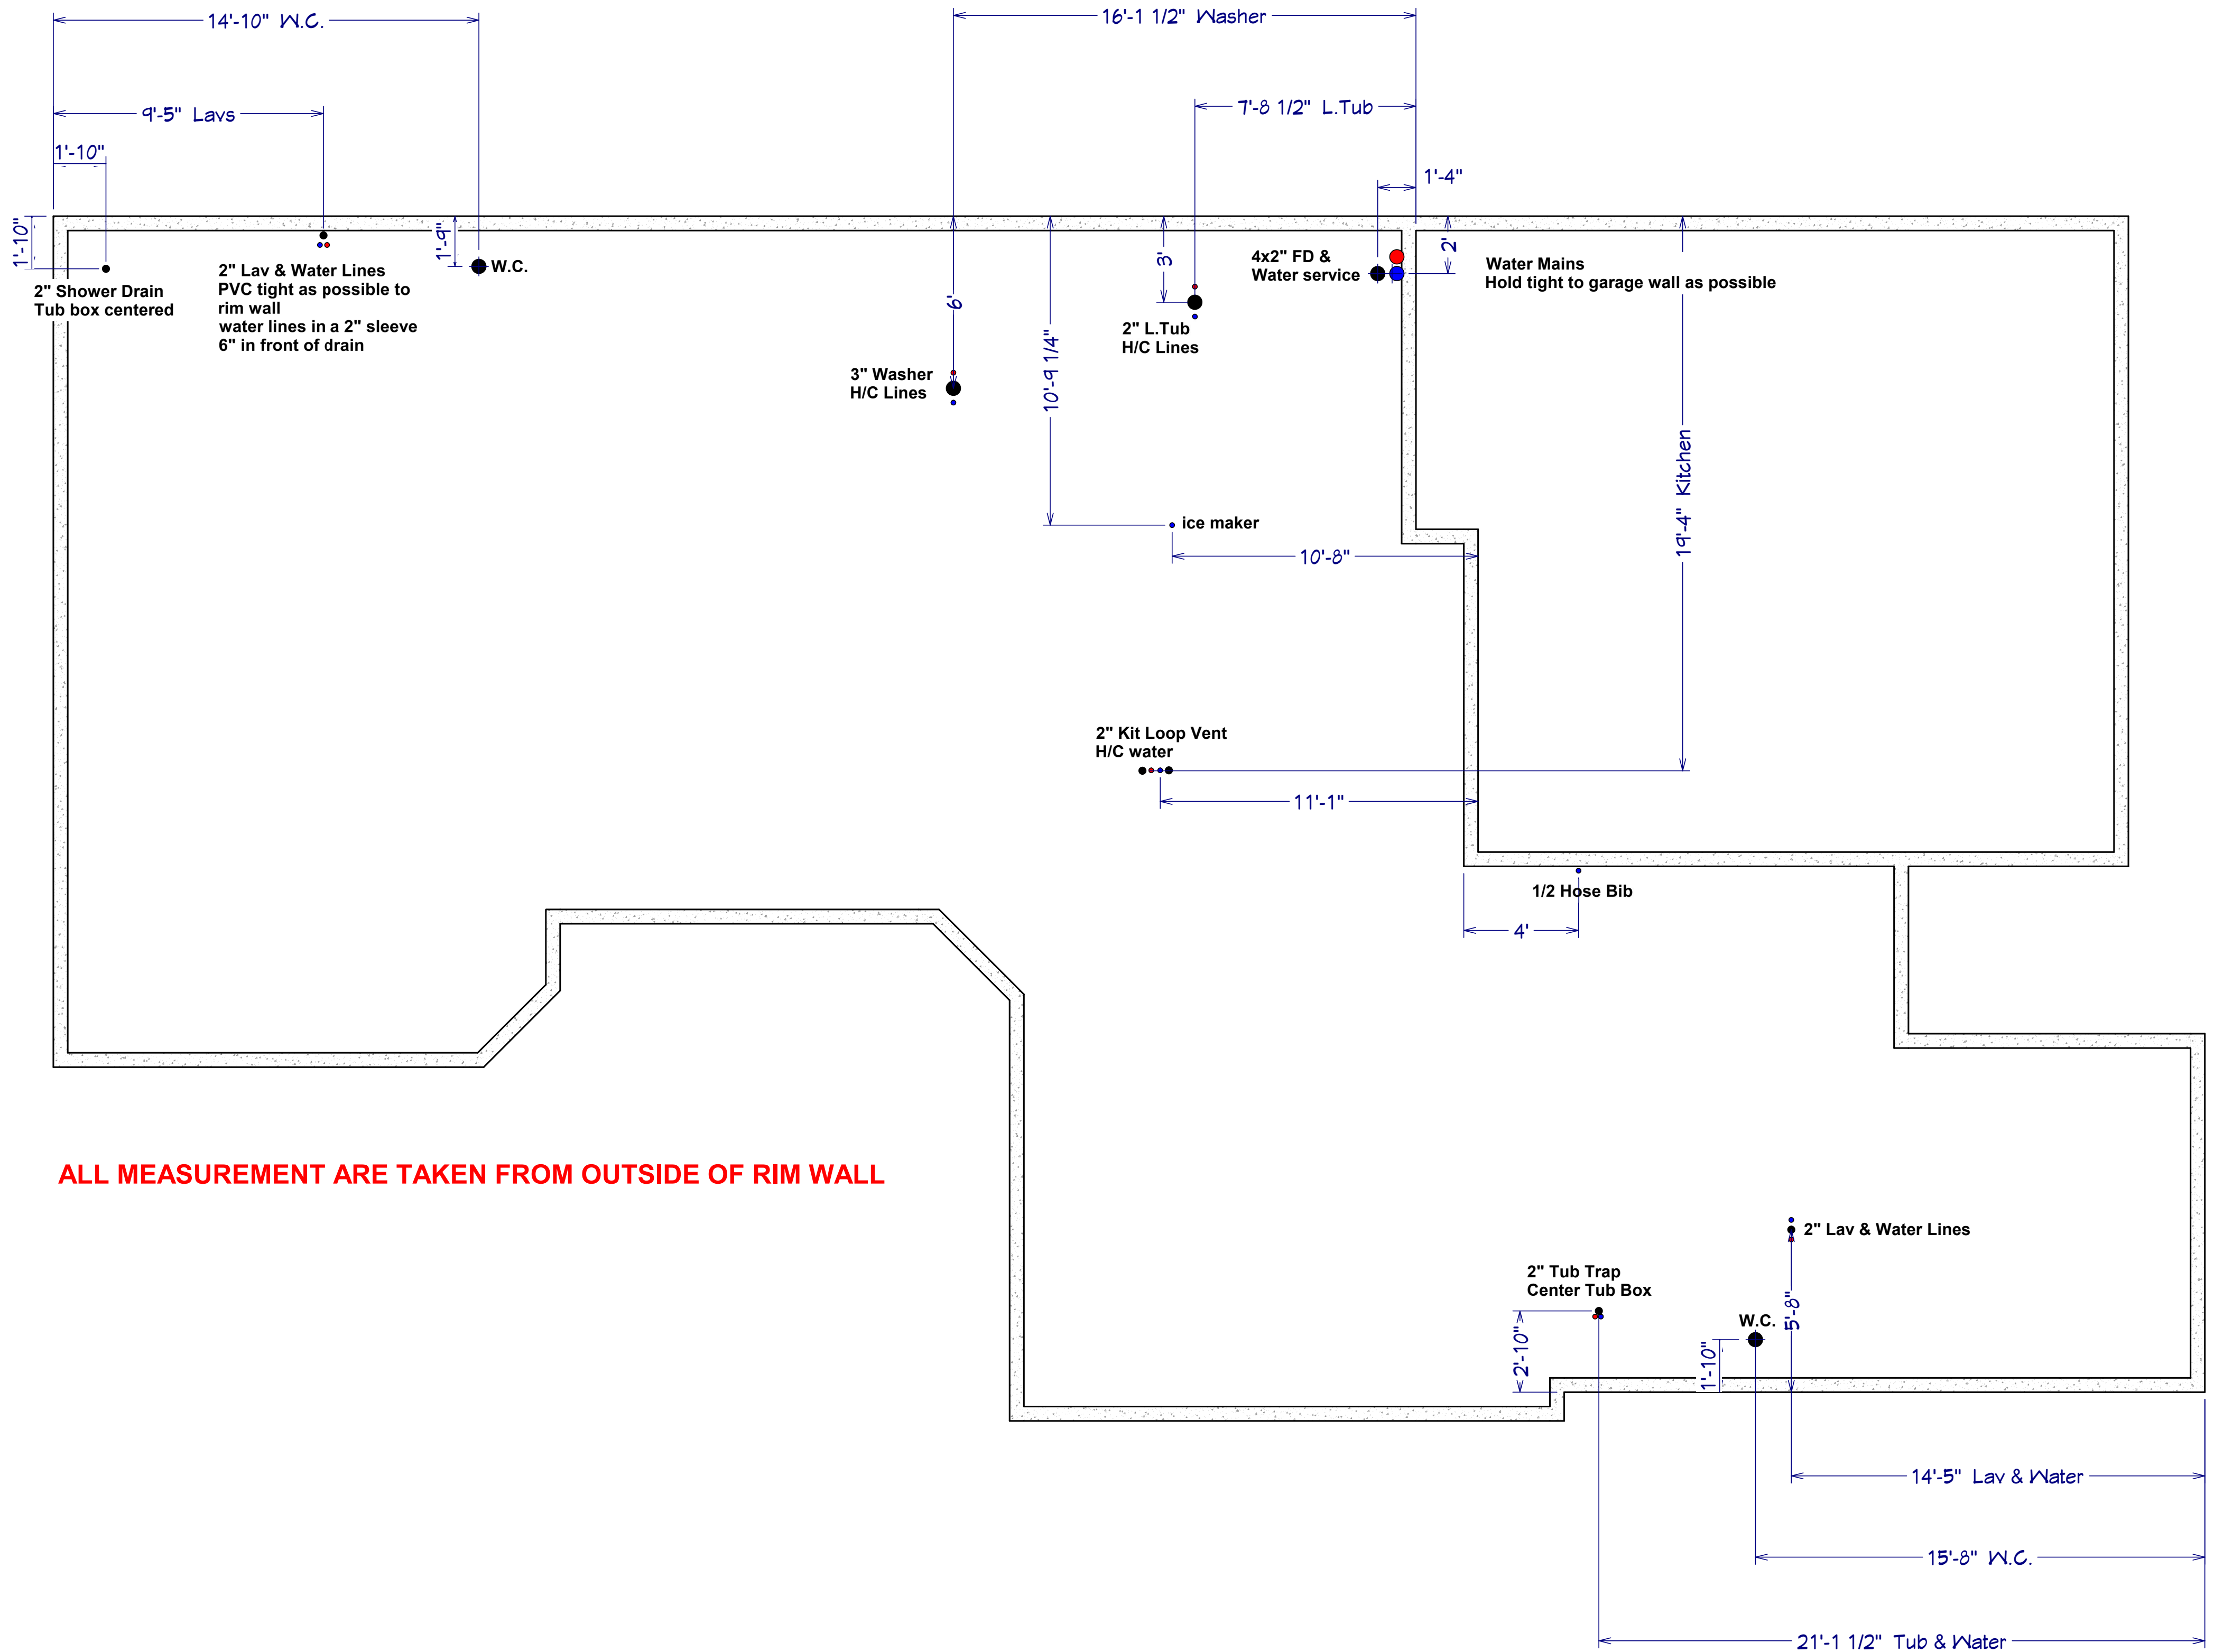 14'-10" W.C.
16'-1 1/2" Washer
9'-5" Lavs
7'-8 1/2" L.Tub
1'-10"
1'-4"
1'-10"
1'-9"
2'
3'
6'
W.C.
4x2" FD &
Water service
Water Mains
Hold tight to garage wall as possible
2" Shower Drain
Tub box centered
2" Lav & Water Lines
PVC tight as possible to
rim wall
water lines in a 2" sleeve
6" in front of drain
2" L.Tub
H/C Lines
3" Washer
H/C Lines
10'-9 1/4"
19'-4" Kitchen
ice maker
10'-8"
2" Kit Loop Vent
H/C water
11'-1"
1/2 Hose Bib
4'
ALL MEASUREMENT ARE TAKEN FROM OUTSIDE OF RIM WALL
2" Lav & Water Lines
2" Tub Trap
Center Tub Box
W.C.
5'-8"
2'-10"
1'-10"
14'-5" Lav & Water
15'-8" W.C.
21'-1 1/2" Tub & Water